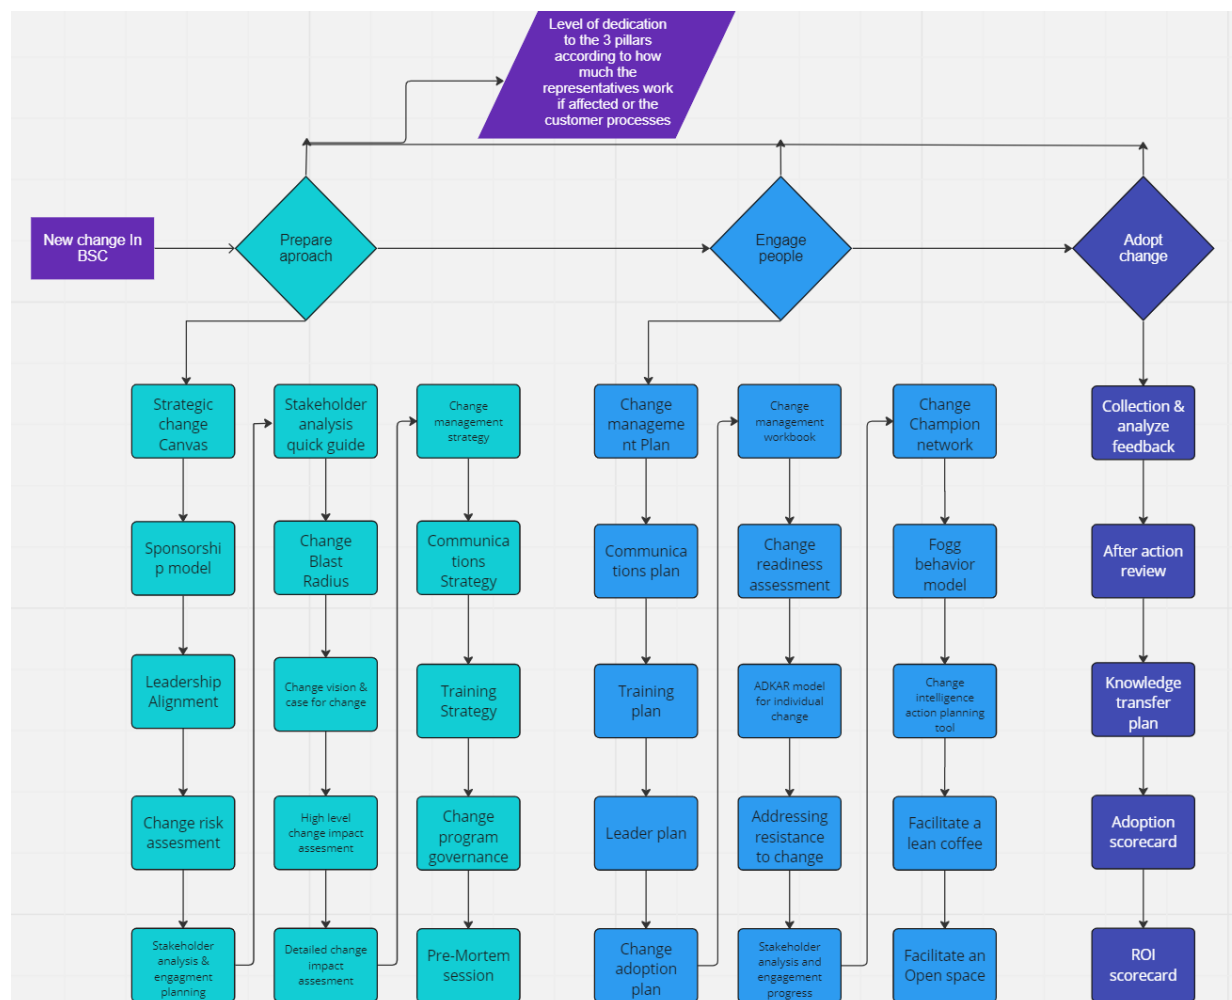 Level of dedication
to the 3 pillars
according to how
much the
representatives work
if affected or the
customer processes
New change In
BSC
Prepare
aproach
Engage
people
Adopt
change
Strategic
change
Canvas
Sponsorshi
p model
Leadership
Alignment
Change risk
assesment
Stakeholder
analysis &
engagment
planning
Stakeholder
analysis
quick guide
Change
Blast
Radius
Change vision &
case for change
High level
change impact
assesment
Detailed change
impact
assesment
Change
management
strategy
Communica
tions
Strategy
Training
Strategy
Change
program
governance
Pre-Mortem
session
Change
manageme
nt Plan
Communica
tions plan
Training
plan
Leader plan
Change
adoption
plan
Change
management
workbook
Change
readiness
assessment
ADKAR model
for individual
change
Addressing
resistance
to change
Stakeholder
analysis and
engagement
progress
Change
Champion
network
Fogg
behavior
model
Change
intelligence
action planning
tool
Facilitate a
lean coffee
Facilitate an
Open space
Collection &
analyze
feedback
After action
review
Knowledge
transfer
plan
Adoption
scorecard
ROI
scorecard